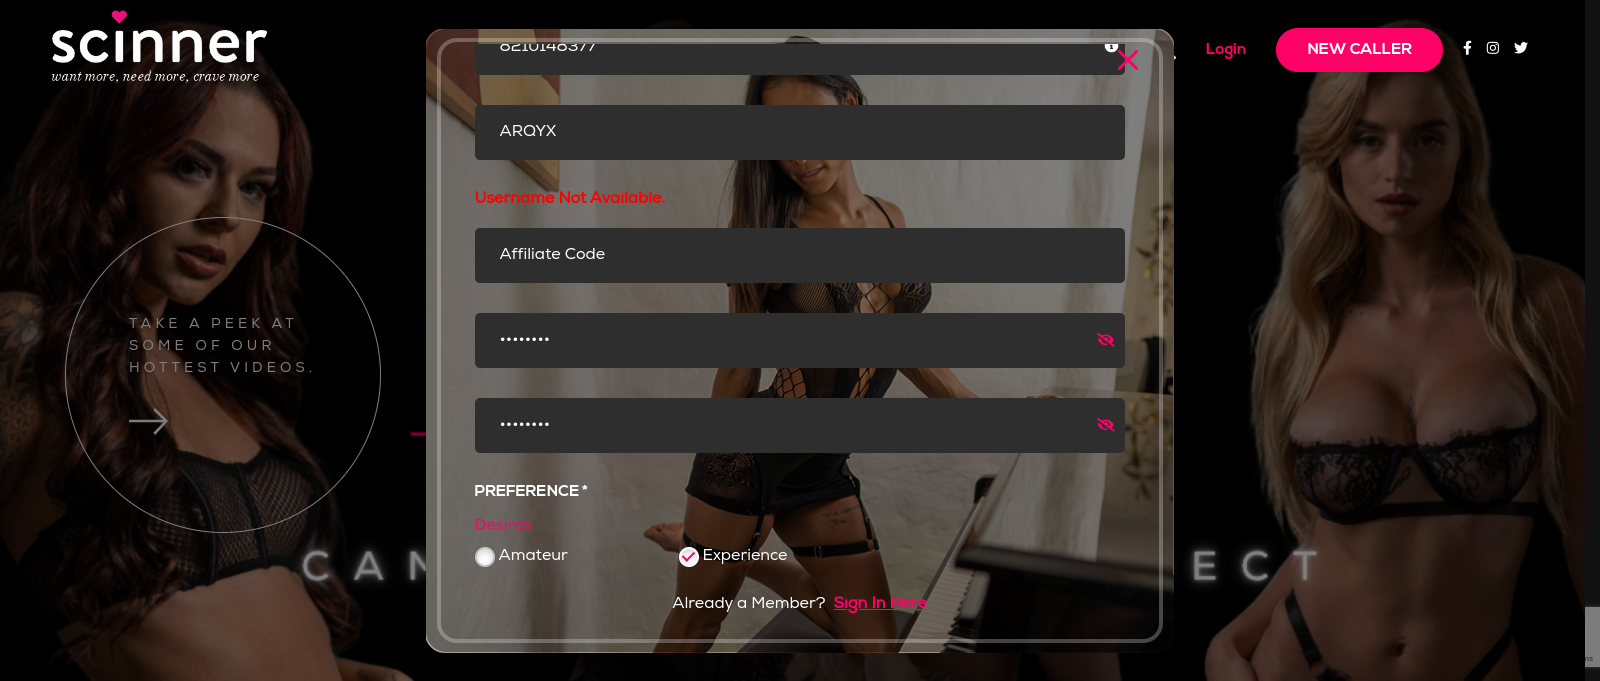 scinner
want more, need more, crave more
Login
NEW CALLER
8210148377
ARQYX
Username Not Available.
Affiliate Code
TAKE A PEEK AT
SOME OF OUR
HOTTEST VIDEOS.
••••••••
••••••••
PREFERENCE *
Desires
Amateur
Experience
CAM
ECT
Already a Member? Sign In Here